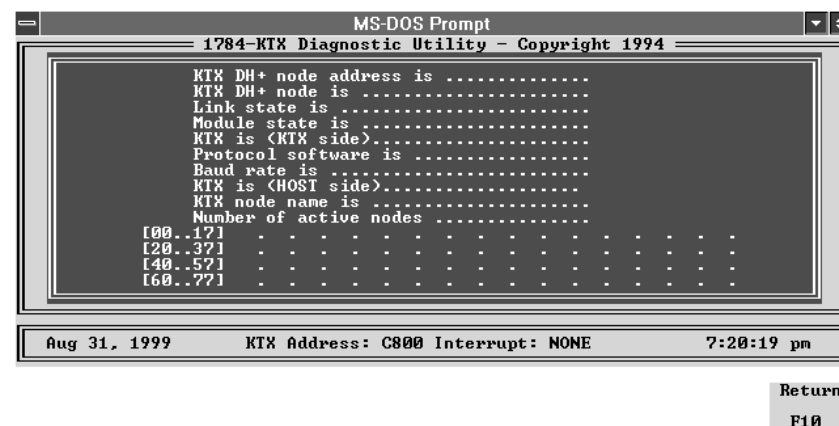 MS-DOS Prompt
1784-KTX Diagnostic Utility - Copyright 1994
KTX DH+ node address is ..............
KTX DH+ node is .....................
Link state is ........................
Module state is ......................
KTX is (KTX side).....................
Protocol software is .................
Baud rate is .........................
KTX is (HOST side)...................
KTX node name is ......................
Number of active nodes ...............
[00..17] . . . . . . . . . . . . . . . .
[20..37] . . . . . . . . . . . . . . . .
[40..57] . . . . . . . . . . . . . . . .
[60..77] . . . . . . . . . . . . . . . .
Aug 31, 1999 KTX Address: C800 Interrupt: NONE 7:20:19 pm
Return
F10